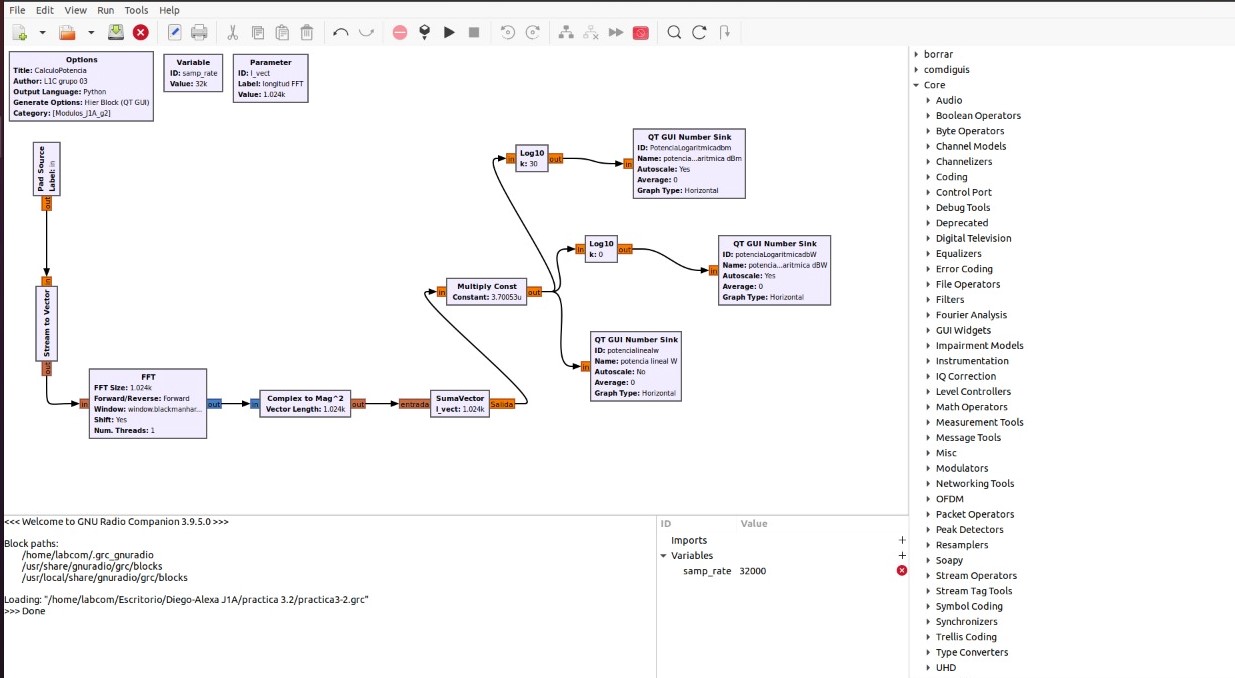 File Edit View Run Tools Help
Options
Title: CalculoPotencia
Author: L1C grupo 03
Output Language: Python
Generate Options: Hier Block (QT GUI)
Category: [Modulos_J1A_g2]
Variable
ID: samp_rate
Value: 32k
Parameter
ID: l_vect
Label: longitud FFT
Value: 1.024k
Pad Source
Label: in
out
in
Stream to Vector
out
in
FFT
FFT Size: 1.024k
Forward/Reverse: Forward
Window: window.blackmanhar...
Shift: Yes
Num. Threads: 1
out
in
Complex to Mag^2
Vector Length: 1.024k
out
entrada
SumaVector
l_vect: 1.024k
Salida
in
Multiply Const
Constant: 3.70053u
out
in
Log10
k: 30
out
in
QT GUI Number Sink
ID: PotenciaLogaritmicadbm
Name: potencia...aritmica dBm
Autoscale: Yes
Average: 0
Graph Type: Horizontal
in
Log10
k: 0
out
in
QT GUI Number Sink
ID: potenciaLogaritmicadbW
Name: potencia...aritmica dBW
Autoscale: Yes
Average: 0
Graph Type: Horizontal
in
QT GUI Number Sink
ID: potencialinealw
Name: potencia lineal W
Autoscale: No
Average: 0
Graph Type: Horizontal
borrar
comdiguis
Core
Audio
Boolean Operators
Byte Operators
Channel Models
Channelizers
Coding
Control Port
Debug Tools
Deprecated
Digital Television
Equalizers
Error Coding
File Operators
Filters
Fourier Analysis
GUI Widgets
Impairment Models
Instrumentation
IQ Correction
Level Controllers
Math Operators
Measurement Tools
Message Tools
Misc
Modulators
Networking Tools
OFDM
Packet Operators
Peak Detectors
Resamplers
Soapy
Stream Operators
Stream Tag Tools
Symbol Coding
Synchronizers
Trellis Coding
Type Converters
UHD
<<< Welcome to GNU Radio Companion 3.9.5.0 >>>
Block paths:
/home/labcom/.grc_gnuradio
/usr/share/gnuradio/grc/blocks
/usr/local/share/gnuradio/grc/blocks
Loading: "/home/labcom/Escritorio/Diego-Alexa J1A/practica 3.2/practica3-2.grc"
>>> Done
ID Value
Imports
Variables
samp_rate 32000